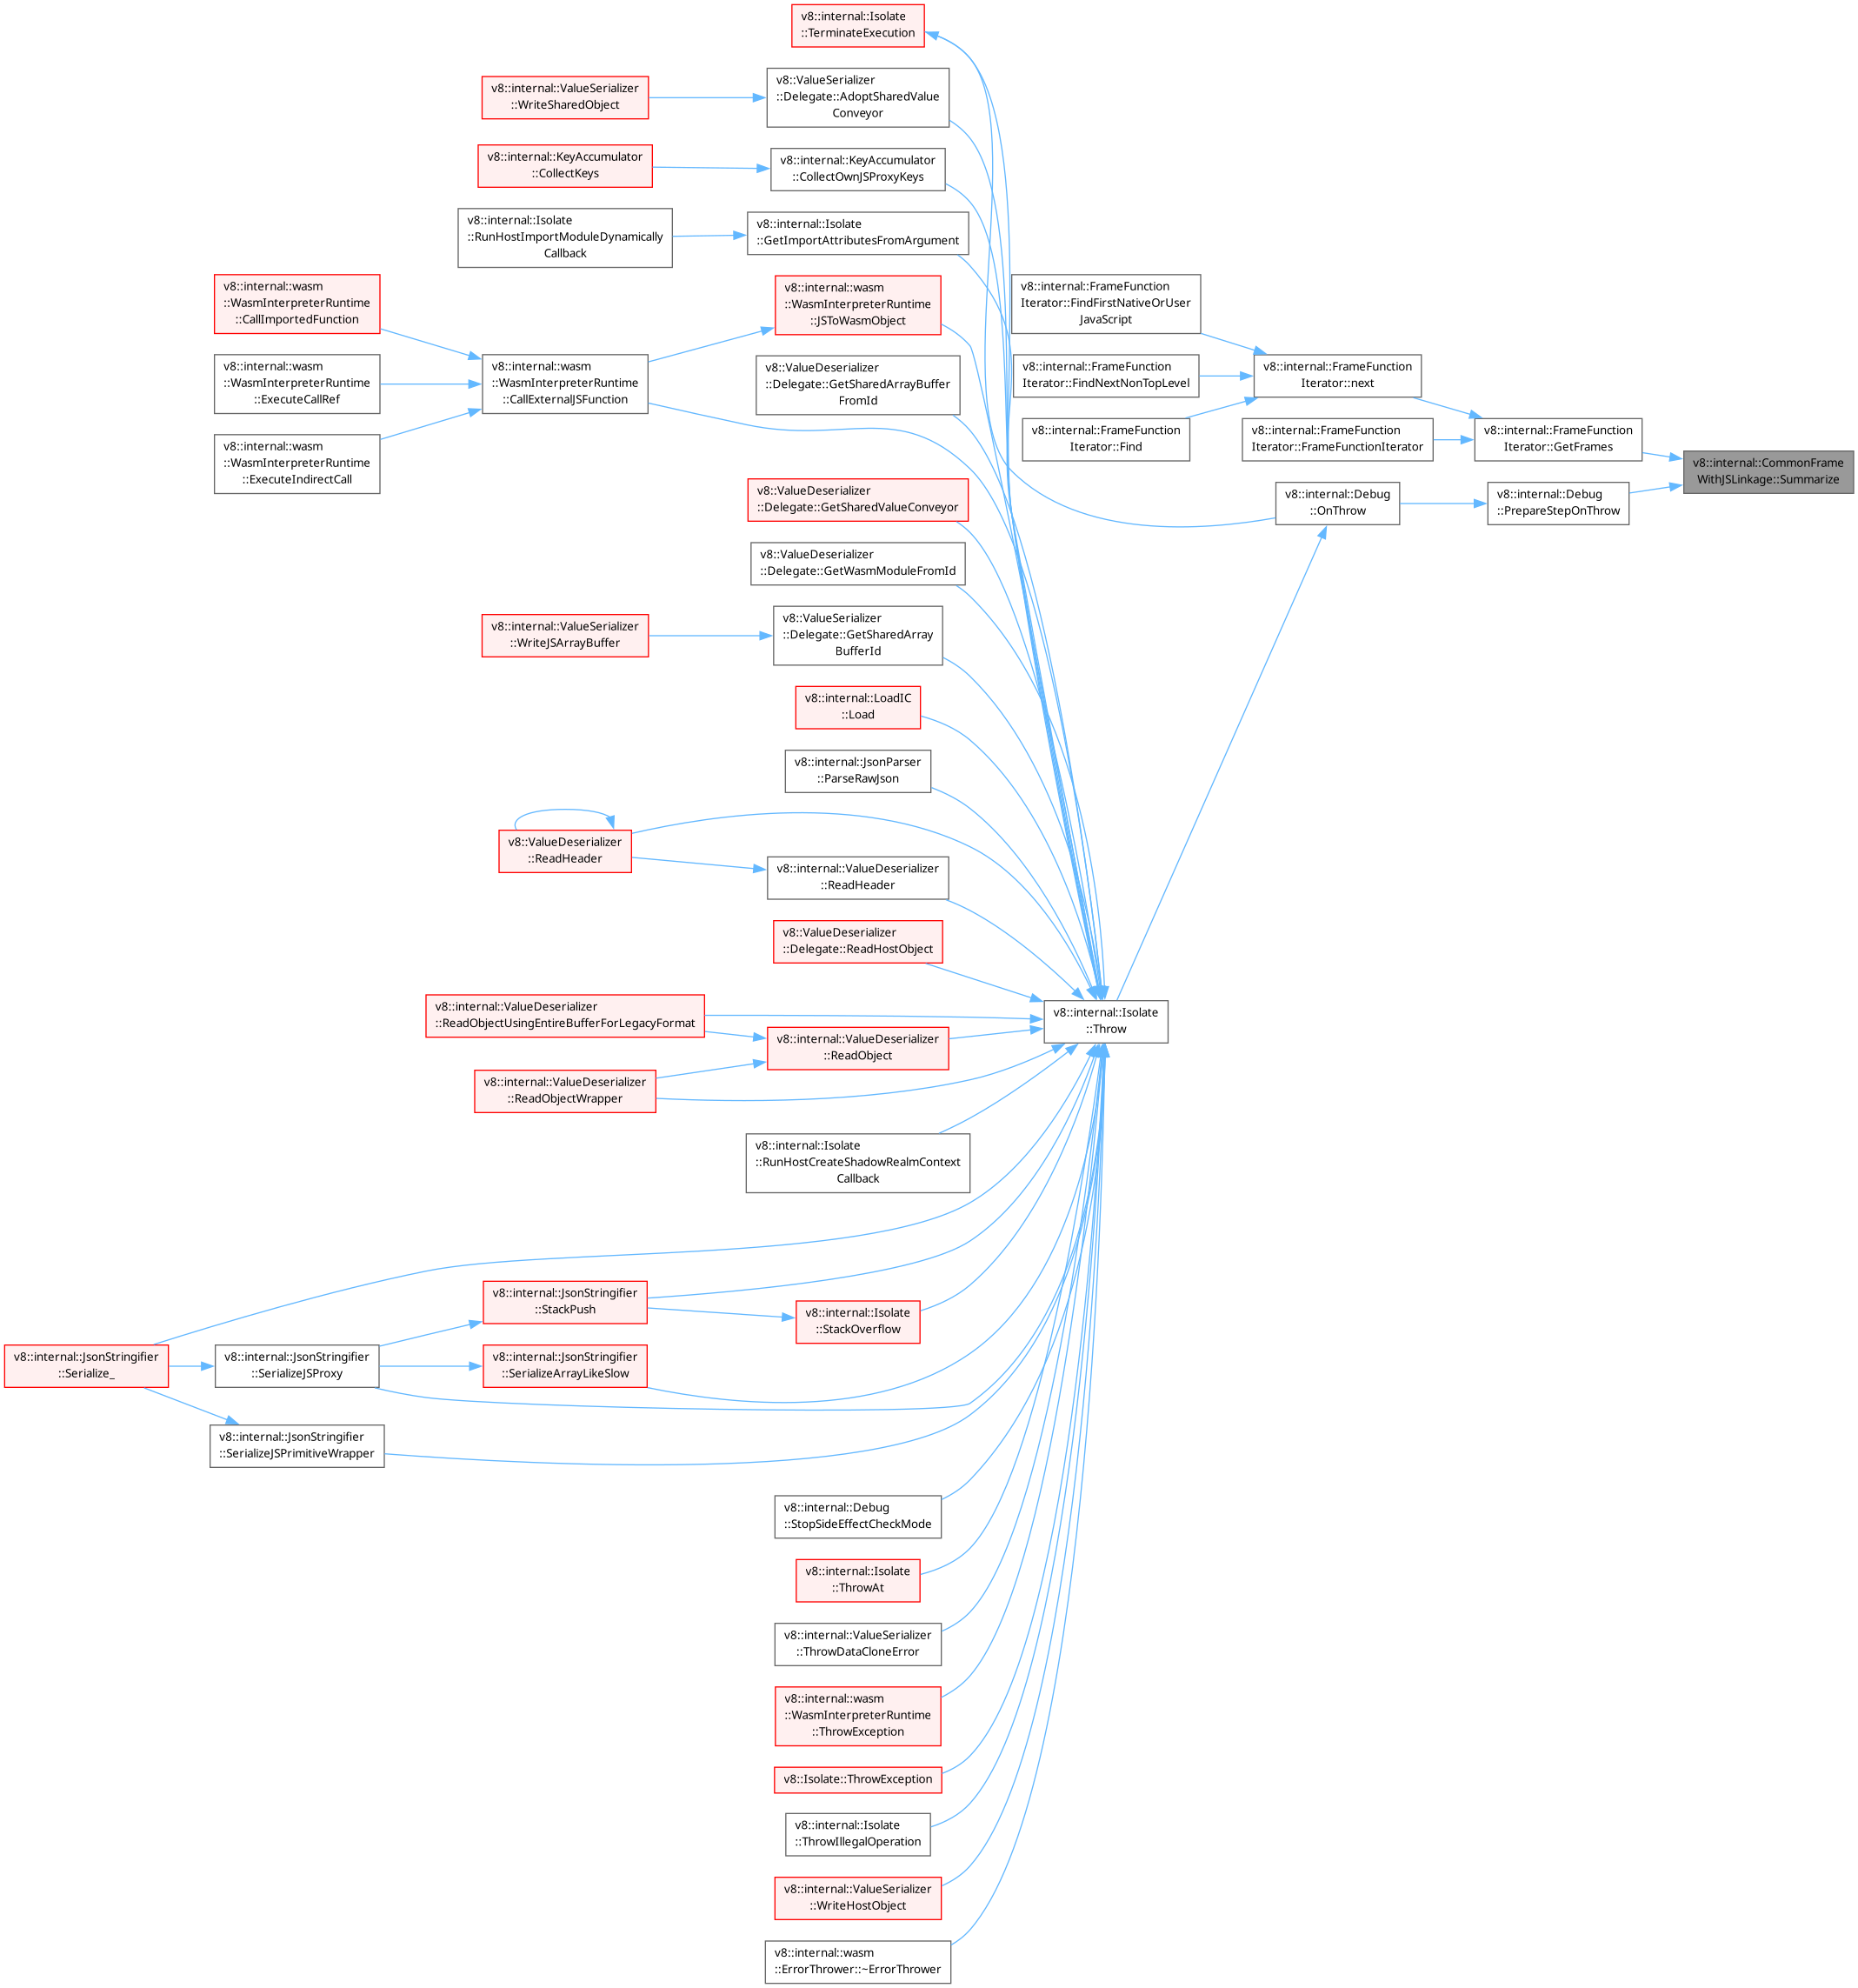 v8::internal::Isolate
::TerminateExecution
v8::ValueSerializer
::Delegate::AdoptSharedValue
Conveyor
v8::internal::ValueSerializer
::WriteSharedObject
v8::internal::KeyAccumulator
::CollectKeys
v8::internal::KeyAccumulator
::CollectOwnJSProxyKeys
v8::internal::Isolate
::RunHostImportModuleDynamically
Callback
v8::internal::Isolate
::GetImportAttributesFromArgument
v8::internal::wasm
::WasmInterpreterRuntime
::CallImportedFunction
v8::internal::wasm
::WasmInterpreterRuntime
::JSToWasmObject
v8::internal::FrameFunction
Iterator::FindFirstNativeOrUser
JavaScript
v8::internal::wasm
::WasmInterpreterRuntime
::ExecuteCallRef
v8::internal::wasm
::WasmInterpreterRuntime
::CallExternalJSFunction
v8::ValueDeserializer
::Delegate::GetSharedArrayBuffer
FromId
v8::internal::FrameFunction
Iterator::FindNextNonTopLevel
v8::internal::FrameFunction
Iterator::next
v8::internal::wasm
::WasmInterpreterRuntime
::ExecuteIndirectCall
v8::internal::FrameFunction
Iterator::Find
v8::internal::FrameFunction
Iterator::FrameFunctionIterator
v8::internal::FrameFunction
Iterator::GetFrames
v8::internal::CommonFrame
WithJSLinkage::Summarize
v8::ValueDeserializer
::Delegate::GetSharedValueConveyor
v8::internal::Debug
::OnThrow
v8::internal::Debug
::PrepareStepOnThrow
v8::ValueDeserializer
::Delegate::GetWasmModuleFromId
v8::internal::ValueSerializer
::WriteJSArrayBuffer
v8::ValueSerializer
::Delegate::GetSharedArray
BufferId
v8::internal::LoadIC
::Load
v8::internal::JsonParser
::ParseRawJson
v8::ValueDeserializer
::ReadHeader
v8::internal::ValueDeserializer
::ReadHeader
v8::ValueDeserializer
::Delegate::ReadHostObject
v8::internal::ValueDeserializer
::ReadObjectUsingEntireBufferForLegacyFormat
v8::internal::Isolate
::Throw
v8::internal::ValueDeserializer
::ReadObject
v8::internal::ValueDeserializer
::ReadObjectWrapper
v8::internal::Isolate
::RunHostCreateShadowRealmContext
Callback
v8::internal::JsonStringifier
::StackPush
v8::internal::Isolate
::StackOverflow
v8::internal::JsonStringifier
::Serialize_
v8::internal::JsonStringifier
::SerializeJSProxy
v8::internal::JsonStringifier
::SerializeArrayLikeSlow
v8::internal::JsonStringifier
::SerializeJSPrimitiveWrapper
v8::internal::Debug
::StopSideEffectCheckMode
v8::internal::Isolate
::ThrowAt
v8::internal::ValueSerializer
::ThrowDataCloneError
v8::internal::wasm
::WasmInterpreterRuntime
::ThrowException
v8::Isolate::ThrowException
v8::internal::Isolate
::ThrowIllegalOperation
v8::internal::ValueSerializer
::WriteHostObject
v8::internal::wasm
::ErrorThrower::~ErrorThrower